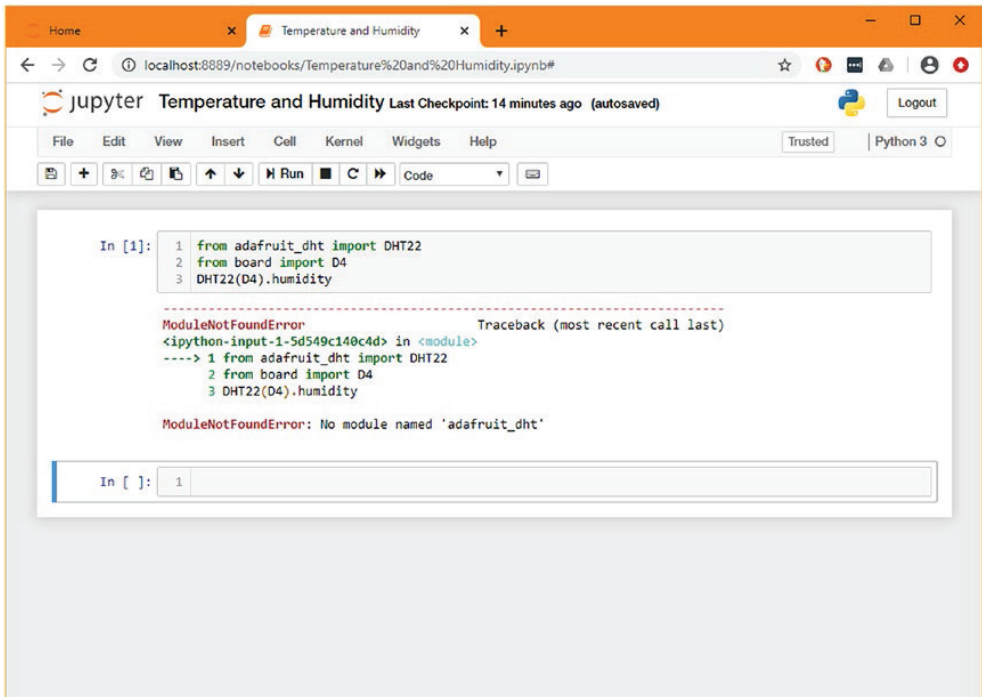 Home
Temperature and Humidity
localhost:8889/notebooks/Temperature%20and%20Humidity.ipynb#
jupyter Temperature and Humidity Last Checkpoint: 14 minutes ago (autosaved)
Logout
File Edit View Insert Cell Kernel Widgets Help
Trusted
Python 3
Run
Code
In [1]:
1 from adafruit_dht import DHT22
2 from board import D4
3 DHT22(D4).humidity
---------------------------------------------------------------------------
ModuleNotFoundError Traceback (most recent call last)
<ipython-input-1-5d549c140c4d> in <module>
----> 1 from adafruit_dht import DHT22
2 from board import D4
3 DHT22(D4).humidity
ModuleNotFoundError: No module named 'adafruit_dht'
In [ ]:
1